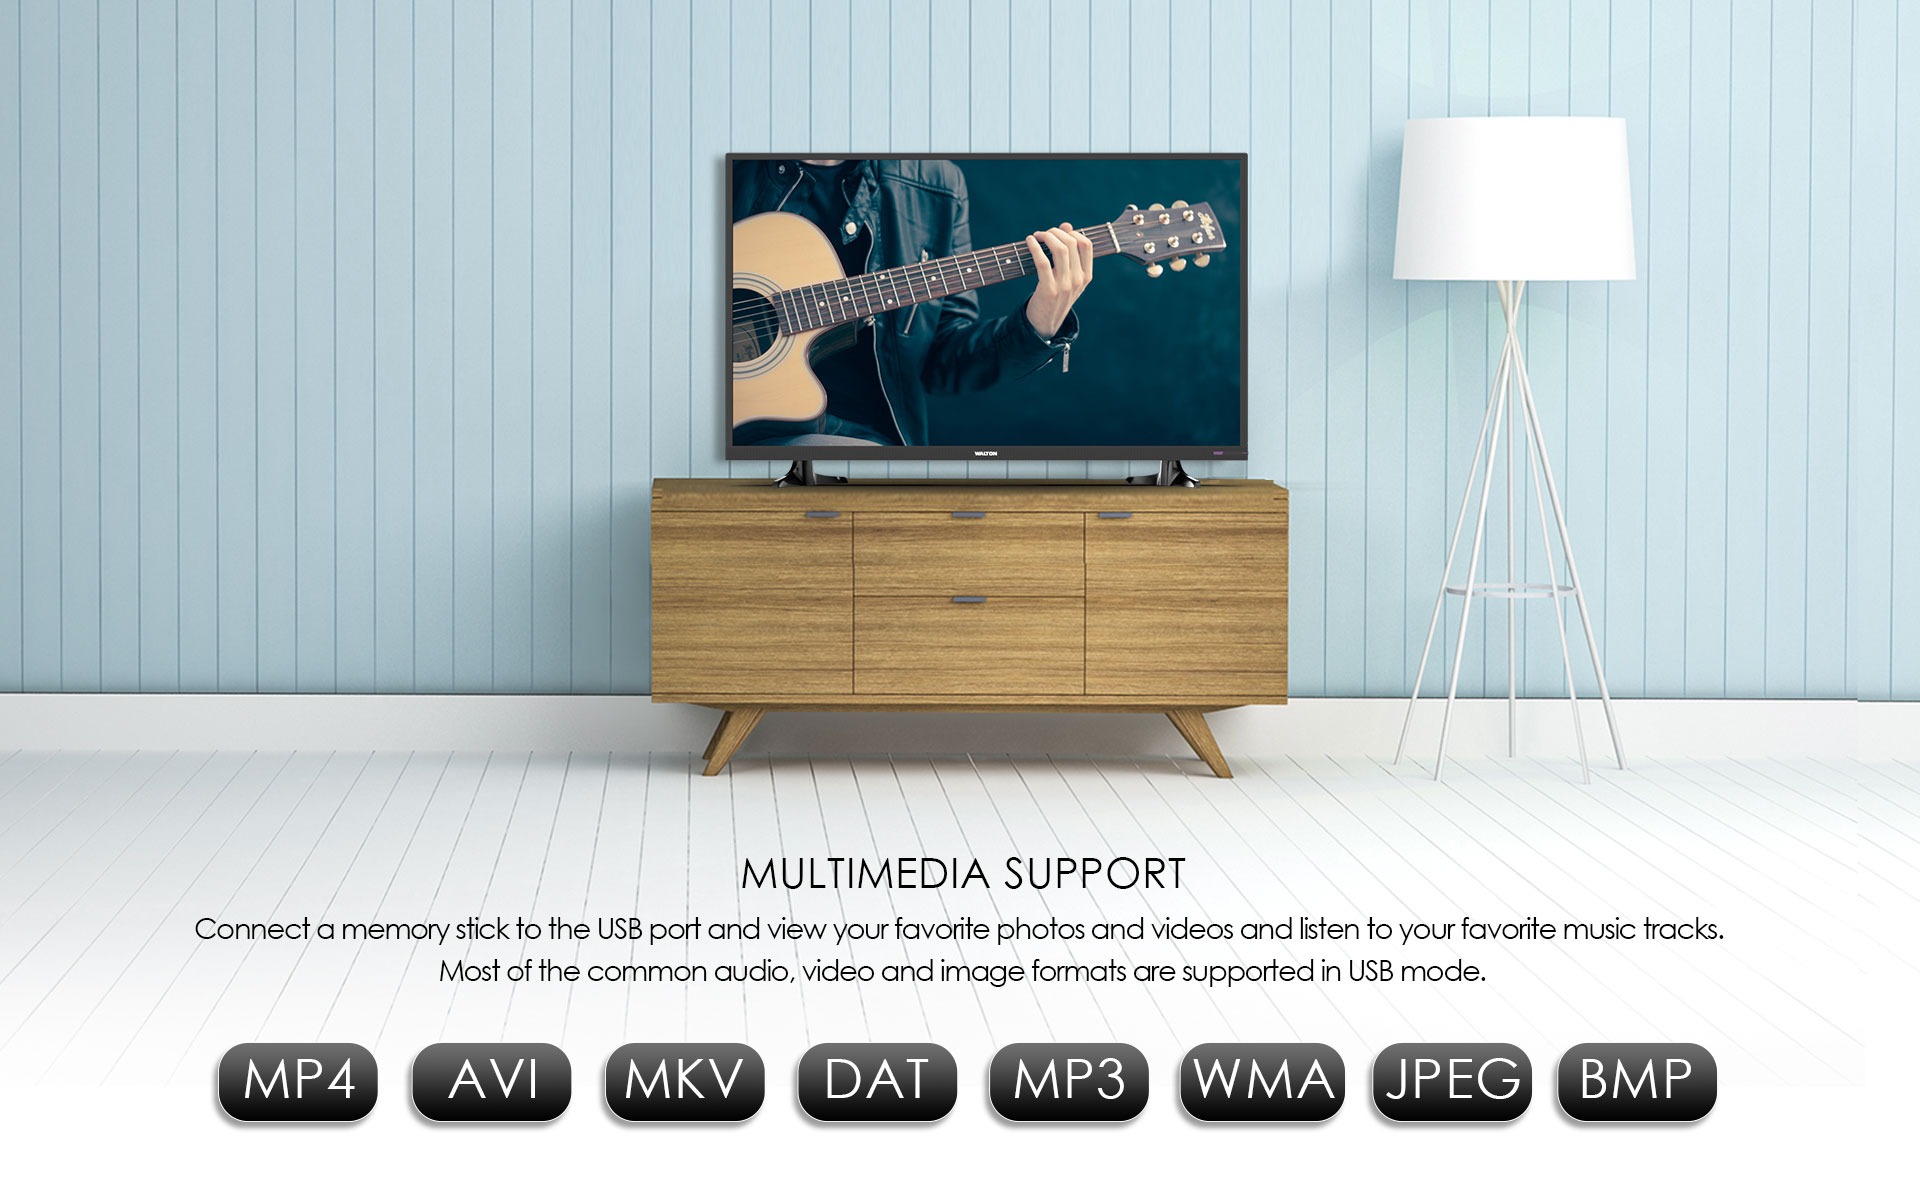 WALTON
MULTIMEDIA SUPPORT
Connect a memory stick to the USB port and view your favorite photos and videos and listen to your favorite music tracks.
Most of the common audio, video and image formats are supported in USB mode.
MP4 AVI MKV DAT MP3 WMA JPEG BMP